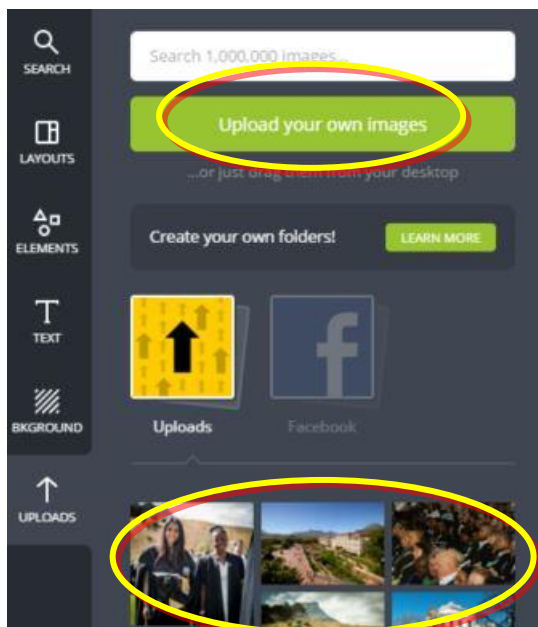 SEARCH
LAYOUTS
ELEMENTS
TEXT
BKGROUND
UPLOADS
Search 1,000,000 images...
Upload your own images
...or just drag them from your desktop
Create your own folders! LEARN MORE
Uploads Facebook